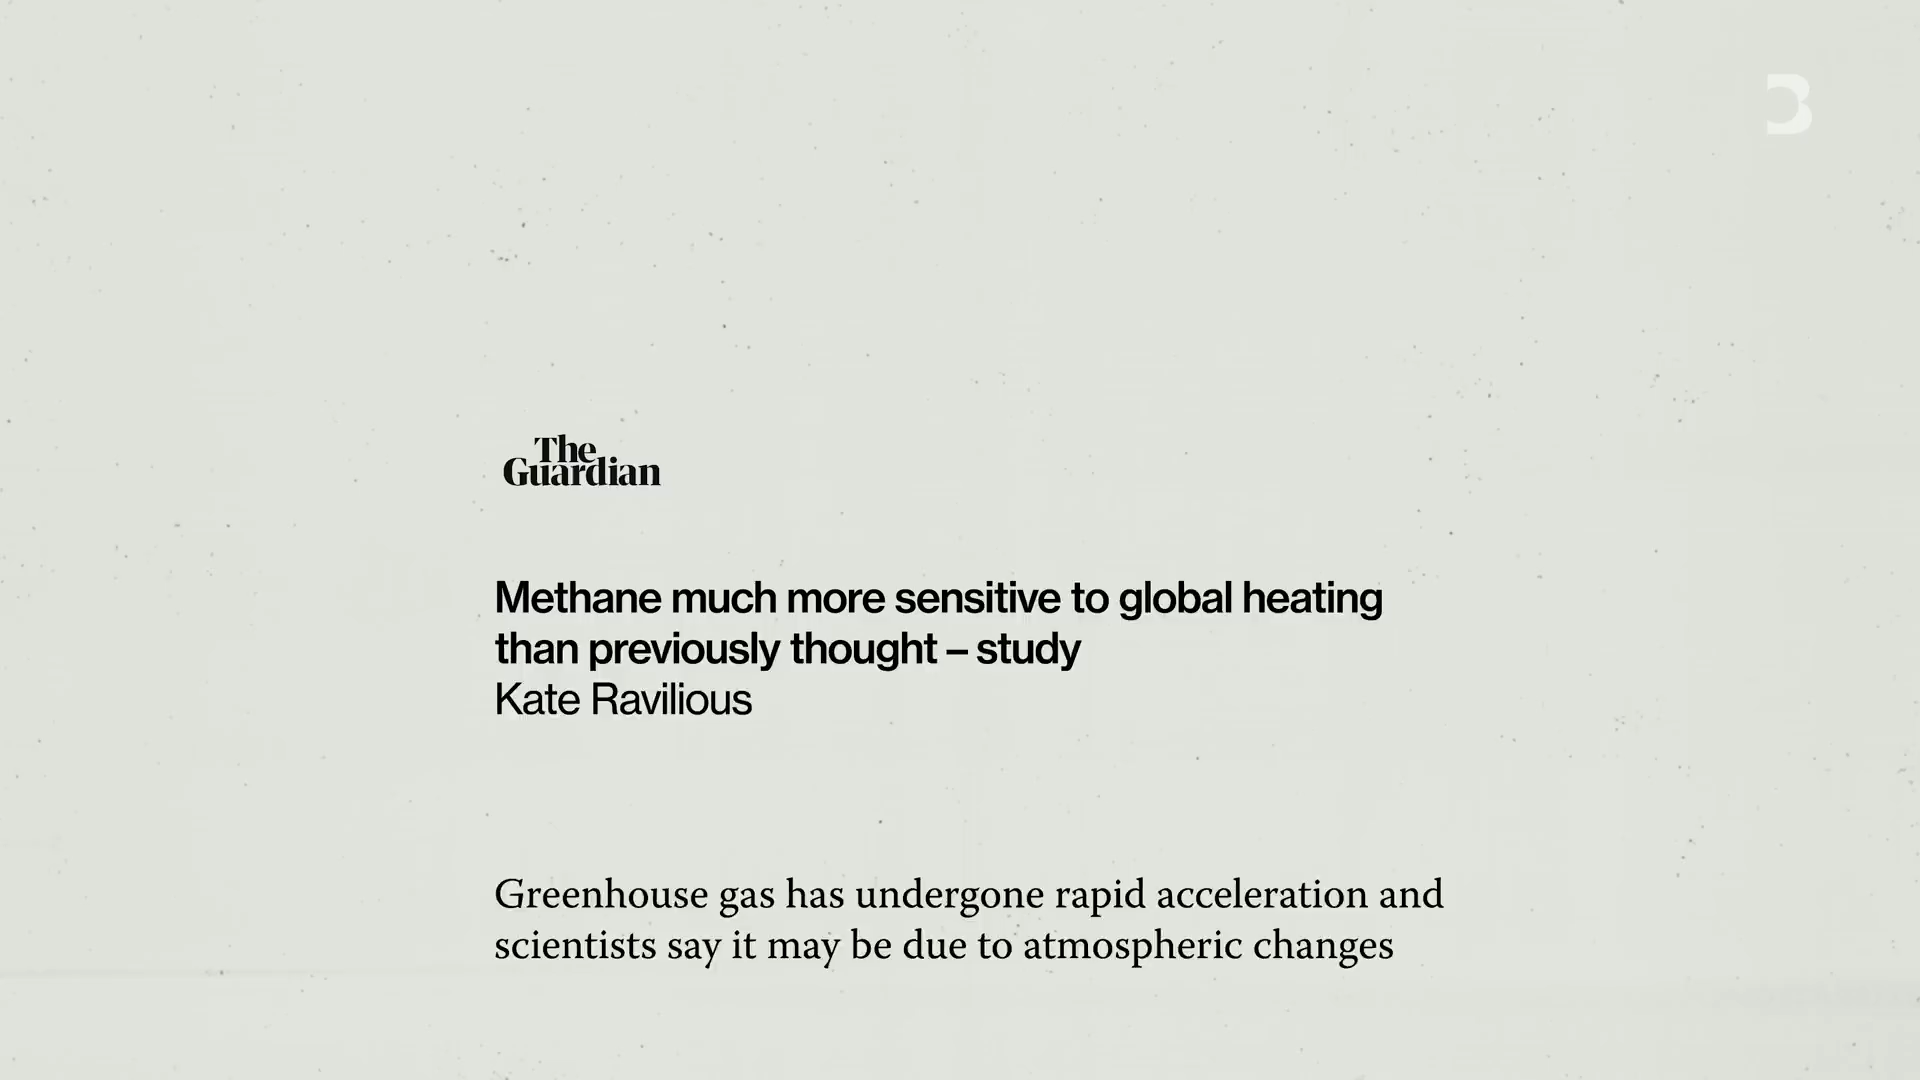 The
Guardian
Methane much more sensitive to global heating
than previously thought – study
Kate Ravilious
Greenhouse gas has undergone rapid acceleration and
scientists say it may be due to atmospheric changes